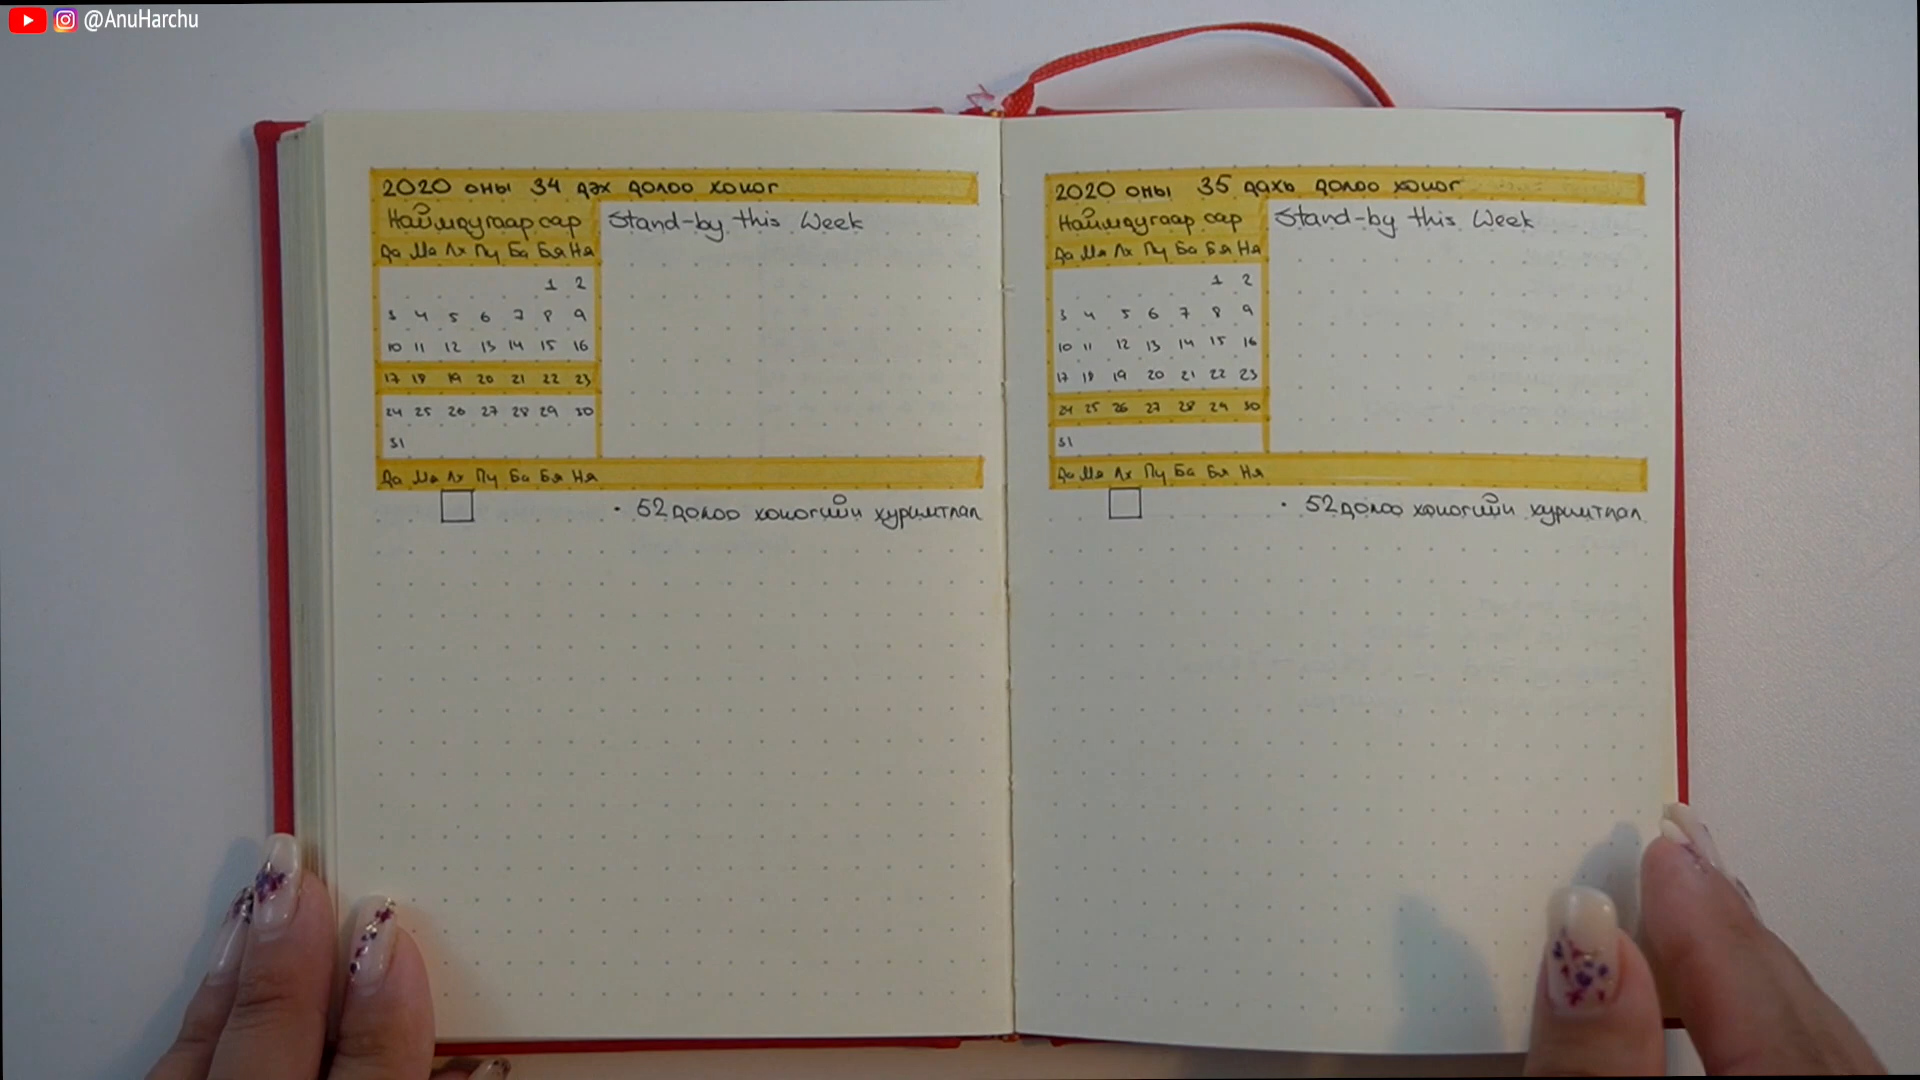 @AnuHarchu
2020 оны 34 дэх долоо хоног
Наймдугаар сар
Stand-by this Week
Да Мя Лх Пү Ба Бя Ня
1 2
3 4 5 6 7 8 9
10 11 12 13 14 15 16
17 18 19 20 21 22 23
24 25 26 27 28 29 30
31
Да Мя Лх Пү Ба Бя Ня
• 52 долоо хоногийн хуримтлал
2020 оны 35 дахь долоо хоног
Наймдугаар сар
Stand-by this Week
Да Мя Лх Пү Ба Бя Ня
1 2
3 4 5 6 7 8 9
10 11 12 13 14 15 16
17 18 19 20 21 22 23
24 25 26 27 28 29 30
31
Да Мя Лх Пү Ба Бя Ня
• 52 долоо хоногийн хуримтлал